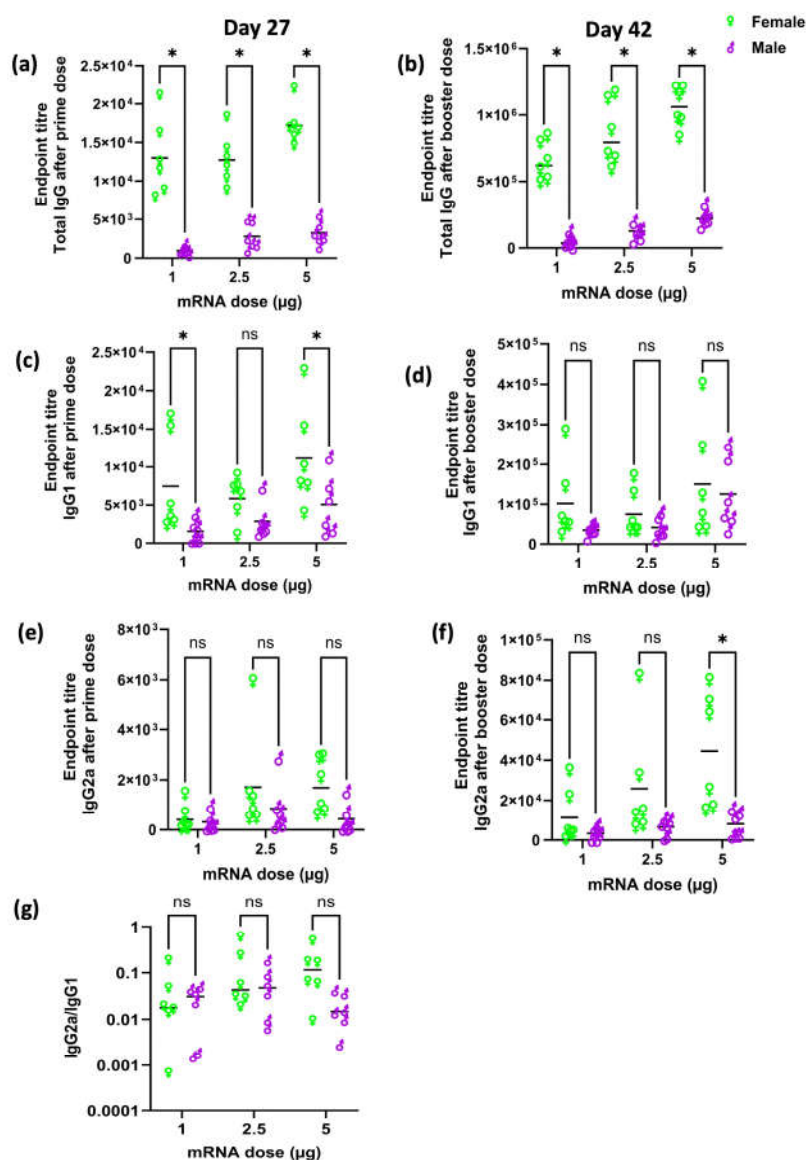 Day 27
Day 42
Female
Male
(a)
Endpoint titre
Total IgG after prime dose
2.5×10⁴
2×10⁴
1.5×10⁴
1×10⁴
5×10³
0
* * *
1 2.5 5
mRNA dose (µg)
(b)
Endpoint titre
Total IgG after booster dose
1.5×10⁶
1×10⁶
5×10⁵
0
* * *
1 2.5 5
mRNA dose (µg)
(c)
Endpoint titre
IgG1 after prime dose
2.5×10⁴
2×10⁴
1.5×10⁴
1×10⁴
5×10³
0
* ns *
1 2.5 5
mRNA dose (µg)
(d)
Endpoint titre
IgG1 after booster dose
5×10⁵
4×10⁵
3×10⁵
2×10⁵
1×10⁵
0
ns ns ns
1 2.5 5
mRNA dose (µg)
(e)
Endpoint titre
IgG2a after prime dose
8×10³
6×10³
4×10³
2×10³
0
ns ns ns
1 2.5 5
mRNA dose (µg)
(f)
Endpoint titre
IgG2a after booster dose
1×10⁵
8×10⁴
6×10⁴
4×10⁴
2×10⁴
0
ns ns *
1 2.5 5
mRNA dose (µg)
(g)
IgG2a/IgG1
1
0.1
0.01
0.001
0.0001
ns ns ns
1 2.5 5
mRNA dose (µg)